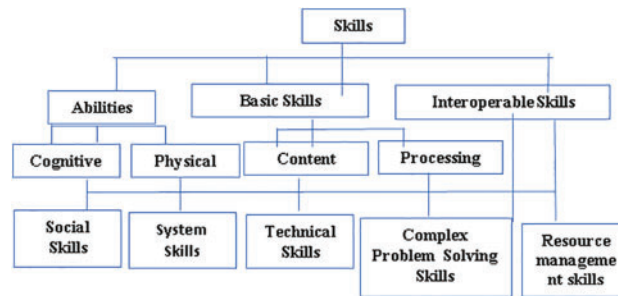 Skills
Abilities
Basic Skills
Interoperable Skills
Cognitive
Physical
Content
Processing
Social
Skills
System
Skills
Technical
Skills
Complex
Problem Solving
Skills
Resource
manageme
nt skills